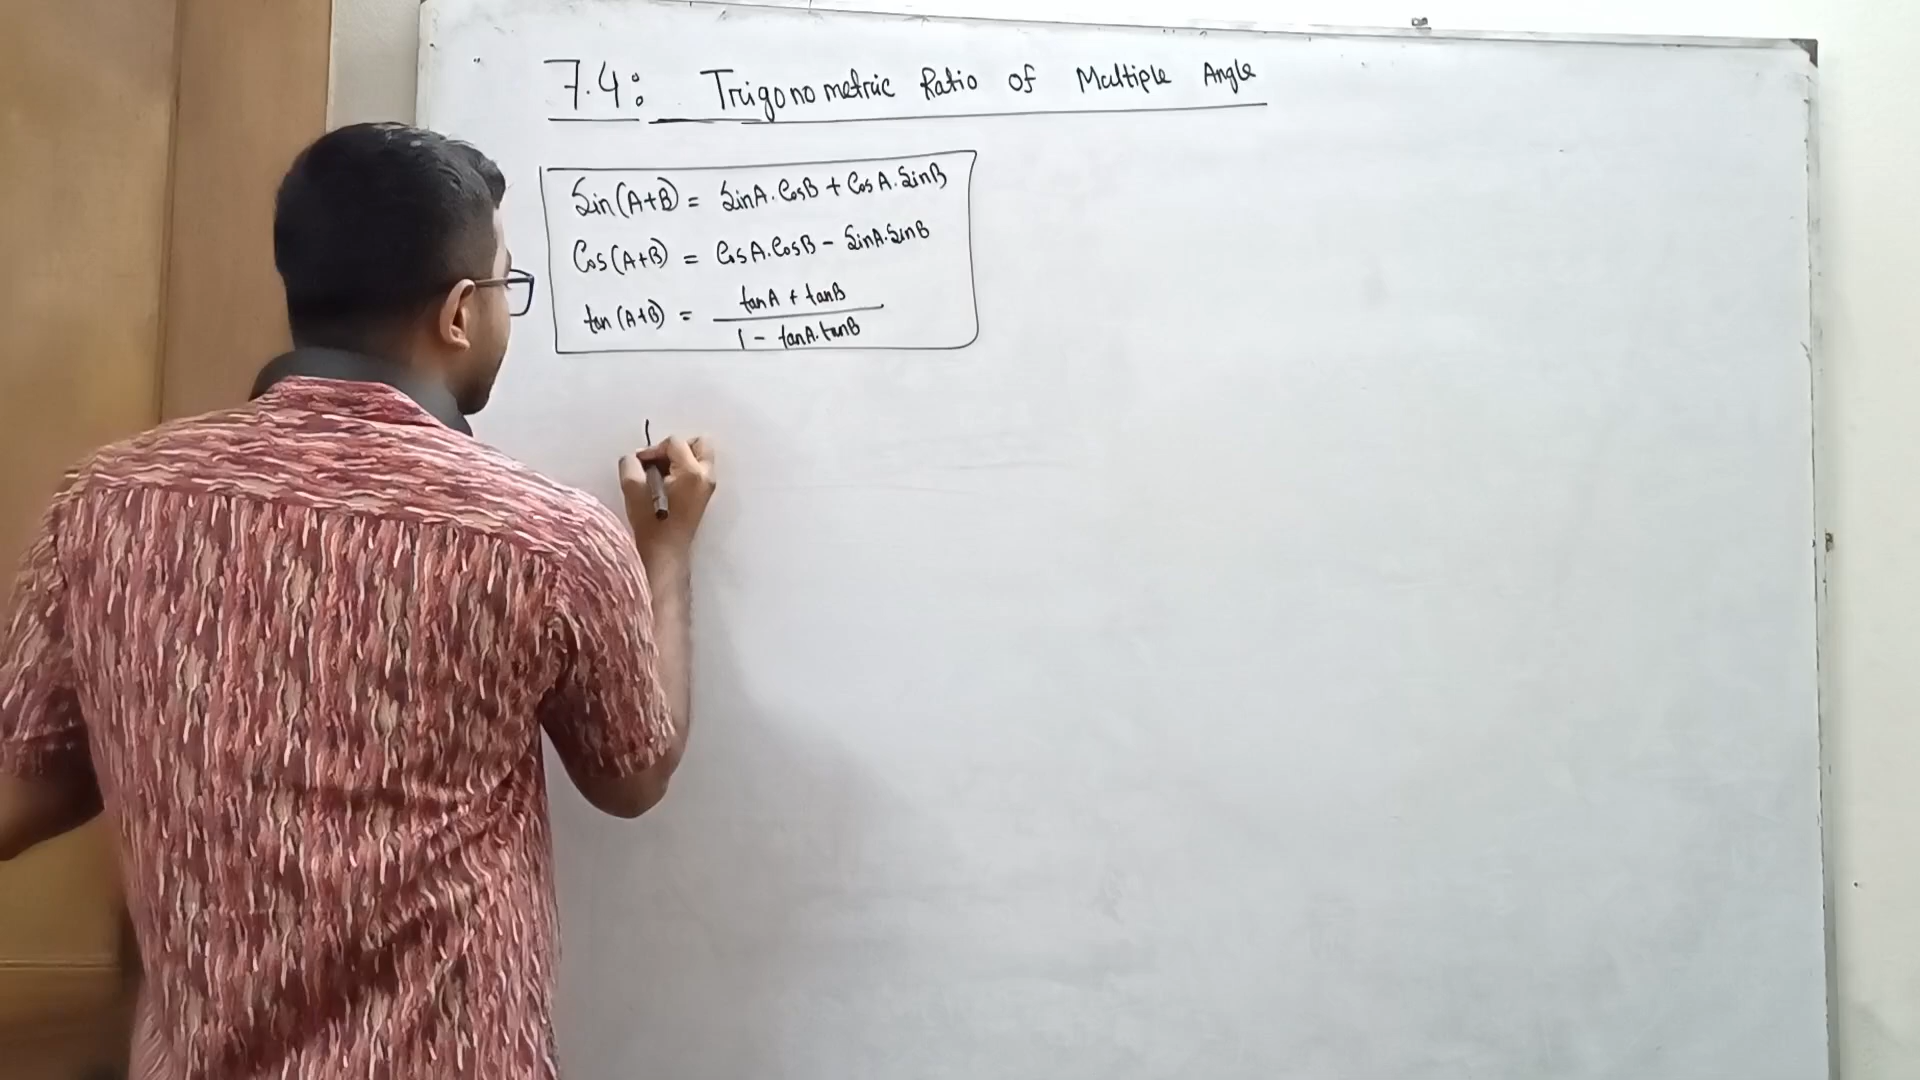 7.4: Trigonometric Ratio of Multiple Angle
Sin(A+B) = SinA.CosB + CosA.SinB
Cos(A+B) = CosA.CosB - SinA.SinB
tan(A+B) = tanA + tanB
1 - tanA.tanB